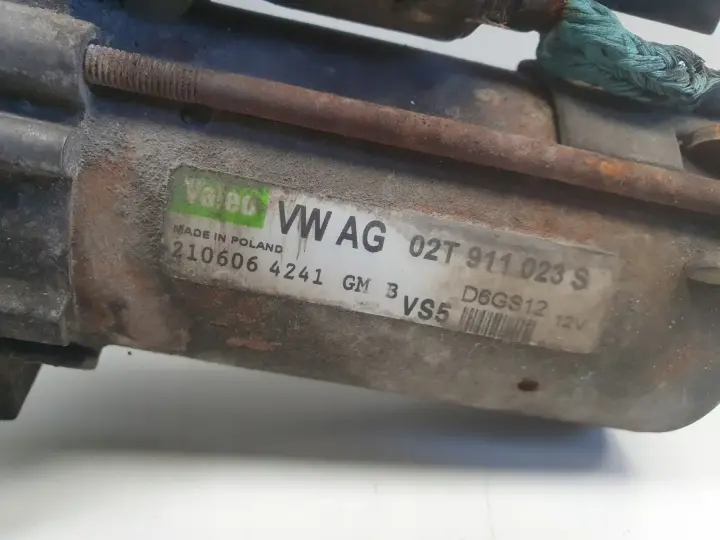 Valeo VW AG 02T 911 023 S
MADE IN POLAND
210606 4241 GM B VS5 D6GS12 12V